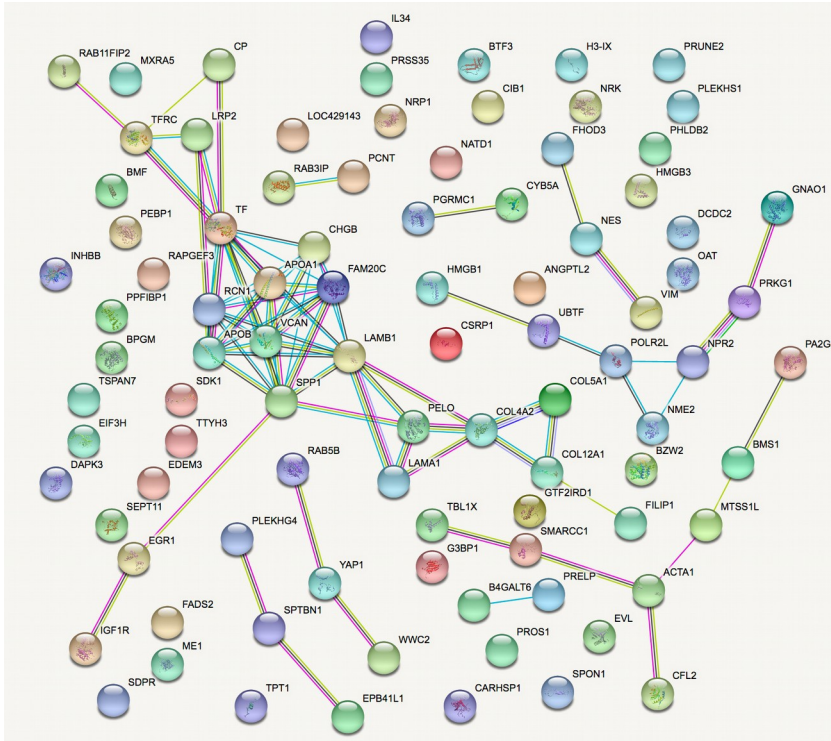 IL34
RAB11FIP2
MXRA5
CP
PRSS35
BTF3
H3-IX
PRUNE2
CIB1
NRK
PLEKHS1
TFRC
LRP2
LOC429143
NRP1
FHOD3
PHLDB2
NATD1
BMF
RAB3IP
PCNT
HMGB3
PGRMC1
CYB5A
GNAO1
PEBP1
TF
NES
DCDC2
CHGB
INHBB
RAPGEF3
APOA1
FAM20C
HMGB1
ANGPTL2
OAT
VIM
PRKG1
RCN1
PPFIBP1
VCAN
UBTF
APOB
LAMB1
CSRP1
POLR2L
NPR2
PA2G
BPGM
SDK1
TSPAN7
SPP1
COL5A1
NME2
PELO
COL4A2
EIF3H
TTYH3
BZW2
BMS1
RAB5B
COL12A1
DAPK3
EDEM3
LAMA1
GTF2IRD1
FILIP1
MTSS1L
SEPT11
TBL1X
PLEKHG4
SMARCC1
EGR1
G3BP1
YAP1
PRELP
ACTA1
B4GALT6
FADS2
SPTBN1
IGF1R
EVL
WWC2
PROS1
ME1
SDPR
TPT1
EPB41L1
CARHSP1
SPON1
CFL2